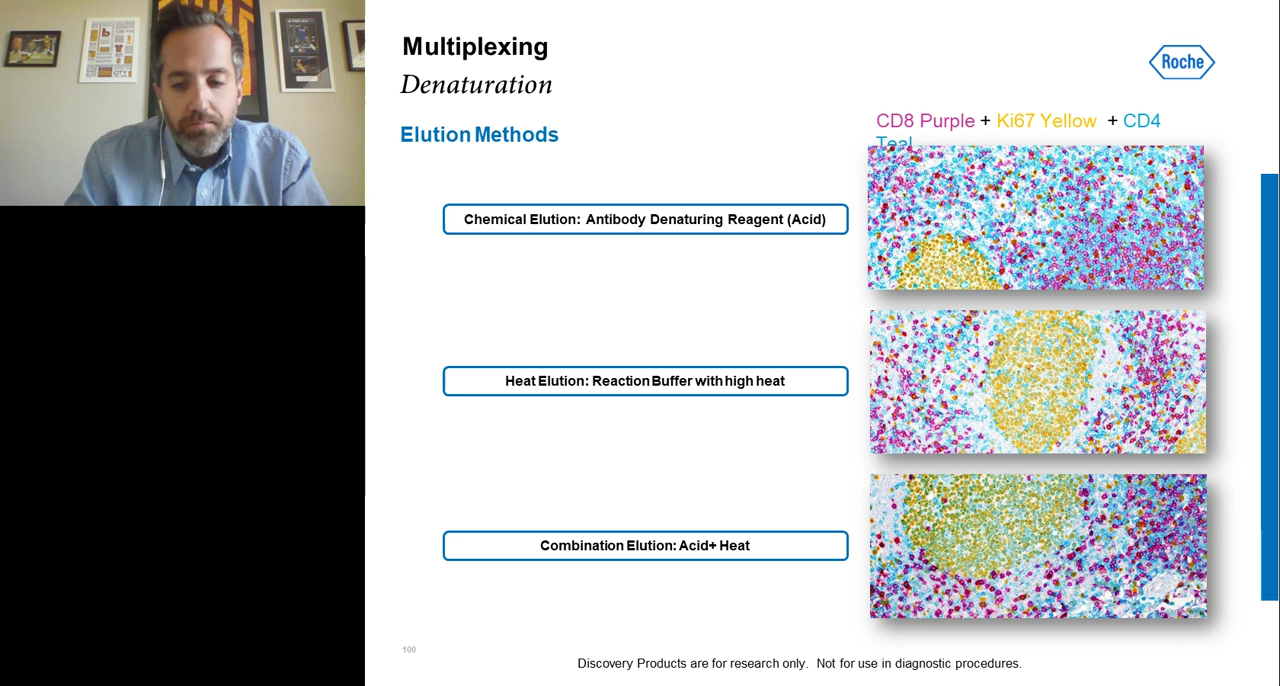 Multiplexing
Roche
Denaturation
Elution Methods
CD8 Purple + Ki67 Yellow + CD4
Teal
Chemical Elution: Antibody Denaturing Reagent (Acid)
Heat Elution: Reaction Buffer with high heat
Combination Elution: Acid+ Heat
100
Discovery Products are for research only. Not for use in diagnostic procedures.